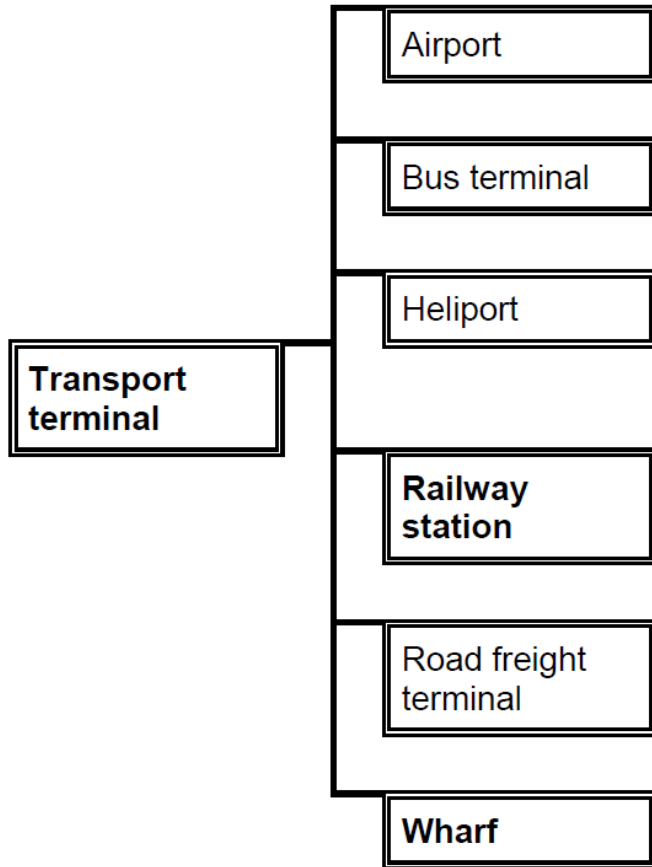 Airport
Bus terminal
Heliport
Transport
terminal
Railway
station
Road freight
terminal
Wharf